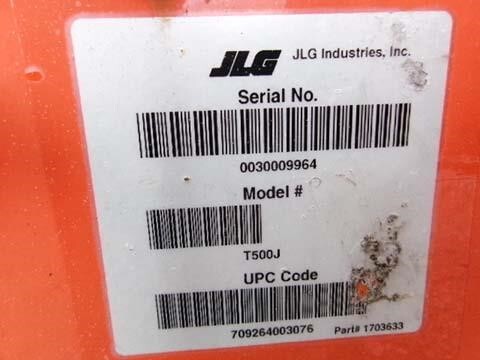 JLG JLG Industries, Inc.
Serial No.
0030009964
Model #
T500J
UPC Code
709264003076 Part# 1703633